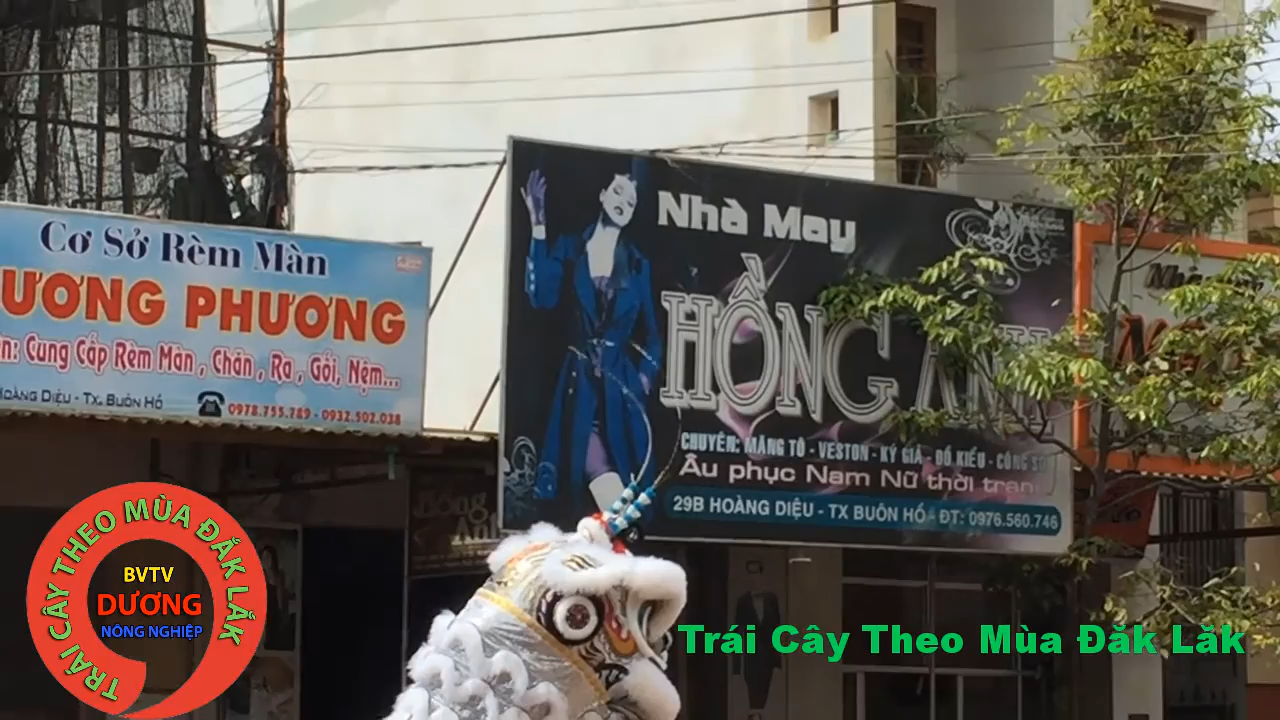 Cơ Sở Rèm Màn
ƯƠNG PHƯƠNG
Cung Cấp Rèm Màn, Chăn, Ra, Gối, Nệm...
HOÀNG DIỆU - TX. BUÔN HỒ
0978.755.789 - 0932.502.038
Nhà May
HỒNG ANH
CHUYÊN: MĂNG TÔ - VESTON - KÝ GIẢ - ĐỒ KIỂU - CÔNG SỞ
Âu phục Nam Nữ thời trang
29B HOÀNG DIỆU - TX BUÔN HỒ - ĐT: 0976.560.746
TRÁI CÂY THEO MÙA ĐẮK LẮK
BVTV
DƯƠNG
NÔNG NGHIỆP
Trái Cây Theo Mùa Đăk Lăk